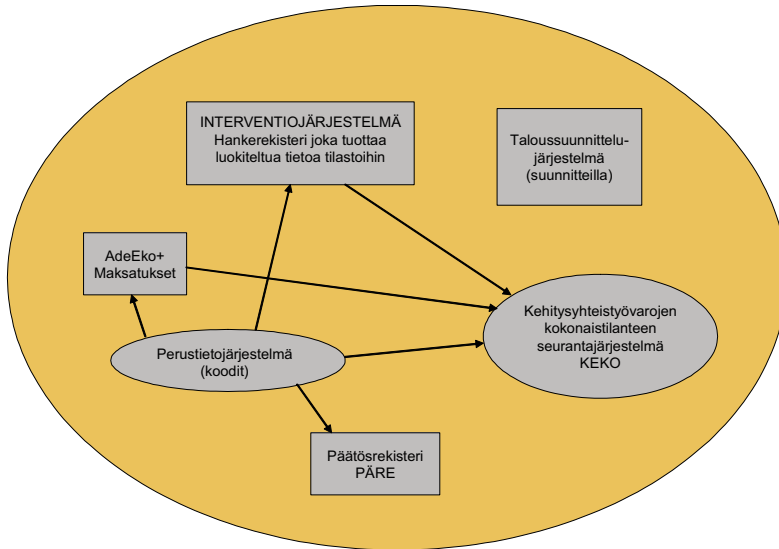 INTERVENTIOJÄRJESTELMÄ
Hankerekisteri joka tuottaa
luokiteltua tietoa tilastoihin
Taloussuunnittelu-
järjestelmä
(suunnitteilla)
AdeEko+
Maksatukset
Kehitysyhteistyövarojen
kokonaistilanteen
seurantajärjestelmä
KEKO
Perustietojärjestelmä
(koodit)
Päätösrekisteri
PÄRE